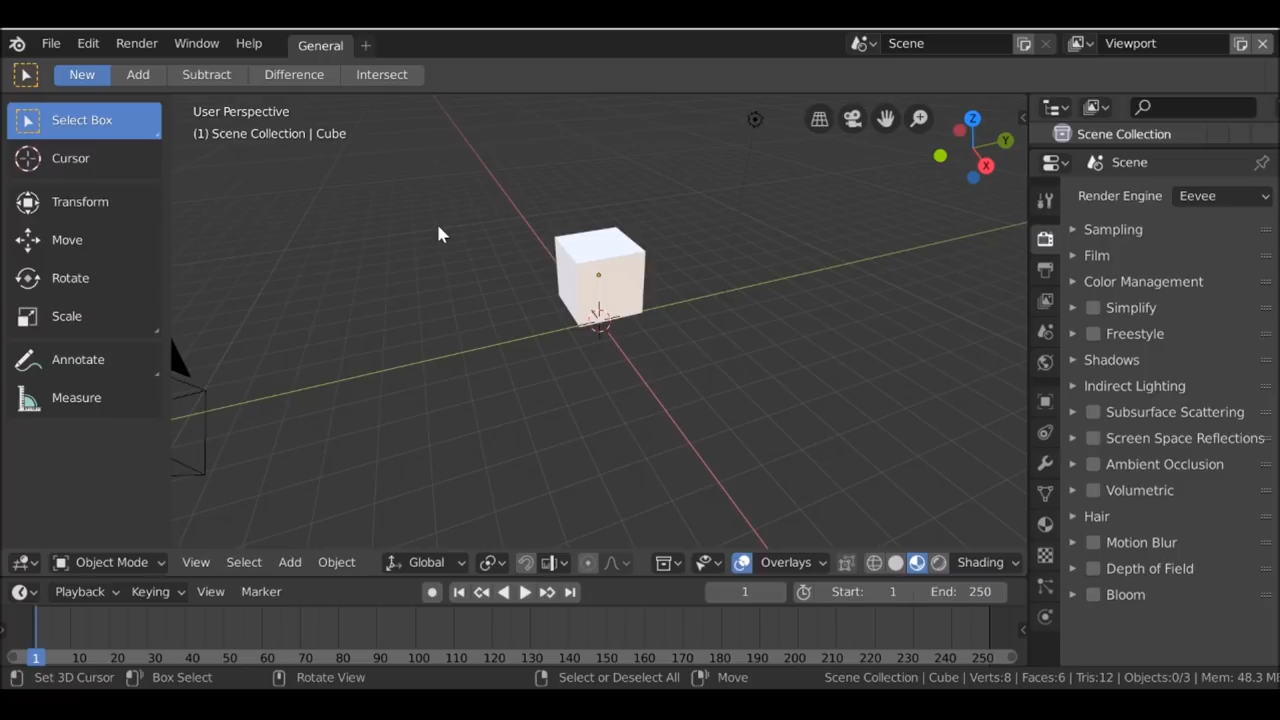 File Edit Render Window Help General + Scene Viewport
New Add Subtract Difference Intersect
Select Box
Cursor
Transform
Move
Rotate
Scale
Annotate
Measure
User Perspective
(1) Scene Collection | Cube
Z
Y
X
Scene Collection
Scene
Render Engine Eevee
Sampling
Film
Color Management
Simplify
Freestyle
Shadows
Indirect Lighting
Subsurface Scattering
Screen Space Reflections
Ambient Occlusion
Volumetric
Hair
Motion Blur
Depth of Field
Bloom
Object Mode View Select Add Object Global Overlays Shading
Playback Keying View Marker 1 Start: 1 End: 250
1 10 20 30 40 50 60 70 80 90 100 110 120 130 140 150 160 170 180 190 200 210 220 230 240 250
Set 3D Cursor Box Select Rotate View Select or Deselect All Move Scene Collection | Cube | Verts:8 | Faces:6 | Tris:12 | Objects:0/3 | Mem: 48.3 M